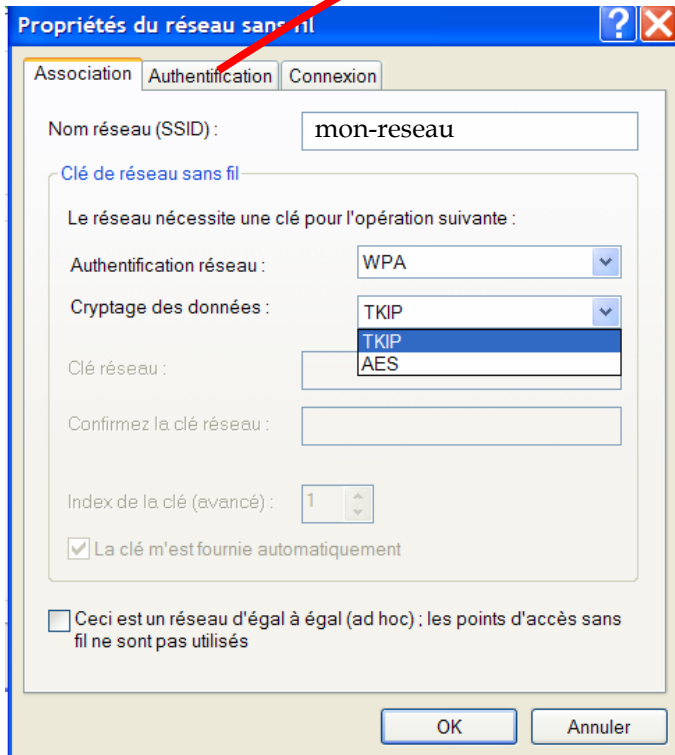 Propriétés du réseau sans fil
Association Authentification Connexion
Nom réseau (SSID) : mon-reseau
Clé de réseau sans fil
Le réseau nécessite une clé pour l'opération suivante :
Authentification réseau : WPA
Cryptage des données : TKIP
TKIP
AES
Clé réseau :
Confirmez la clé réseau :
Index de la clé (avancé) : 1
La clé m'est fournie automatiquement
Ceci est un réseau d'égal à égal (ad hoc) ; les points d'accès sans
fil ne sont pas utilisés
OK Annuler